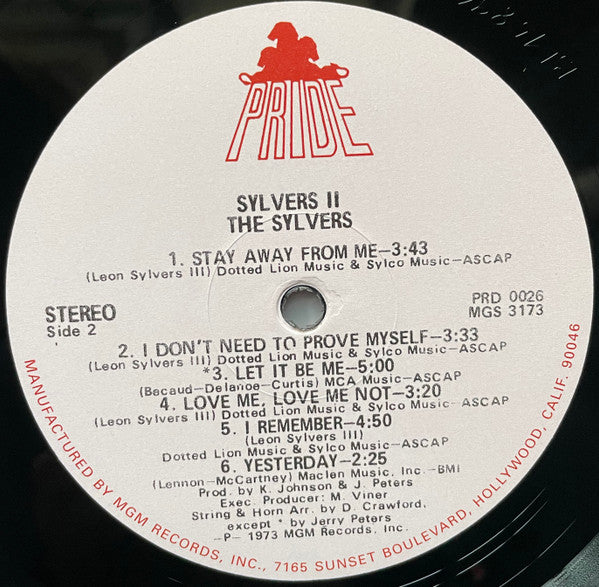 PRIDE
SYLVERS II
THE SYLVERS
1. STAY AWAY FROM ME—3:43
(Leon Sylvers III) Dotted Lion Music & Sylco Music—ASCAP
STEREO
Side 2
PRD 0026
MGS 3173
2. I DON'T NEED TO PROVE MYSELF—3:33
(Leon Sylvers III) Dotted Lion Music & Sylco Music—ASCAP
*3. LET IT BE ME—5:00
(Becaud—Delanoe—Curtis) MCA Music—ASCAP
4. LOVE ME, LOVE ME NOT—3:20
(Leon Sylvers III) Dotted Lion Music & Sylco Music—ASCAP
5. I REMEMBER—4:50
(Leon Sylvers III)
Dotted Lion Music & Sylco Music—ASCAP
6. YESTERDAY—2:25
(Lennon—McCartney) Maclen Music, Inc.—BMI
Prod. by K. Johnson & J. Peters
Exec. Producer: M. Viner
String & Horn Arr. by D. Crawford,
except * by Jerry Peters
—P— 1973 MGM Records, Inc.
MANUFACTURED BY MGM RECORDS, INC., 7165 SUNSET BOULEVARD, HOLLYWOOD, CALIF. 90046